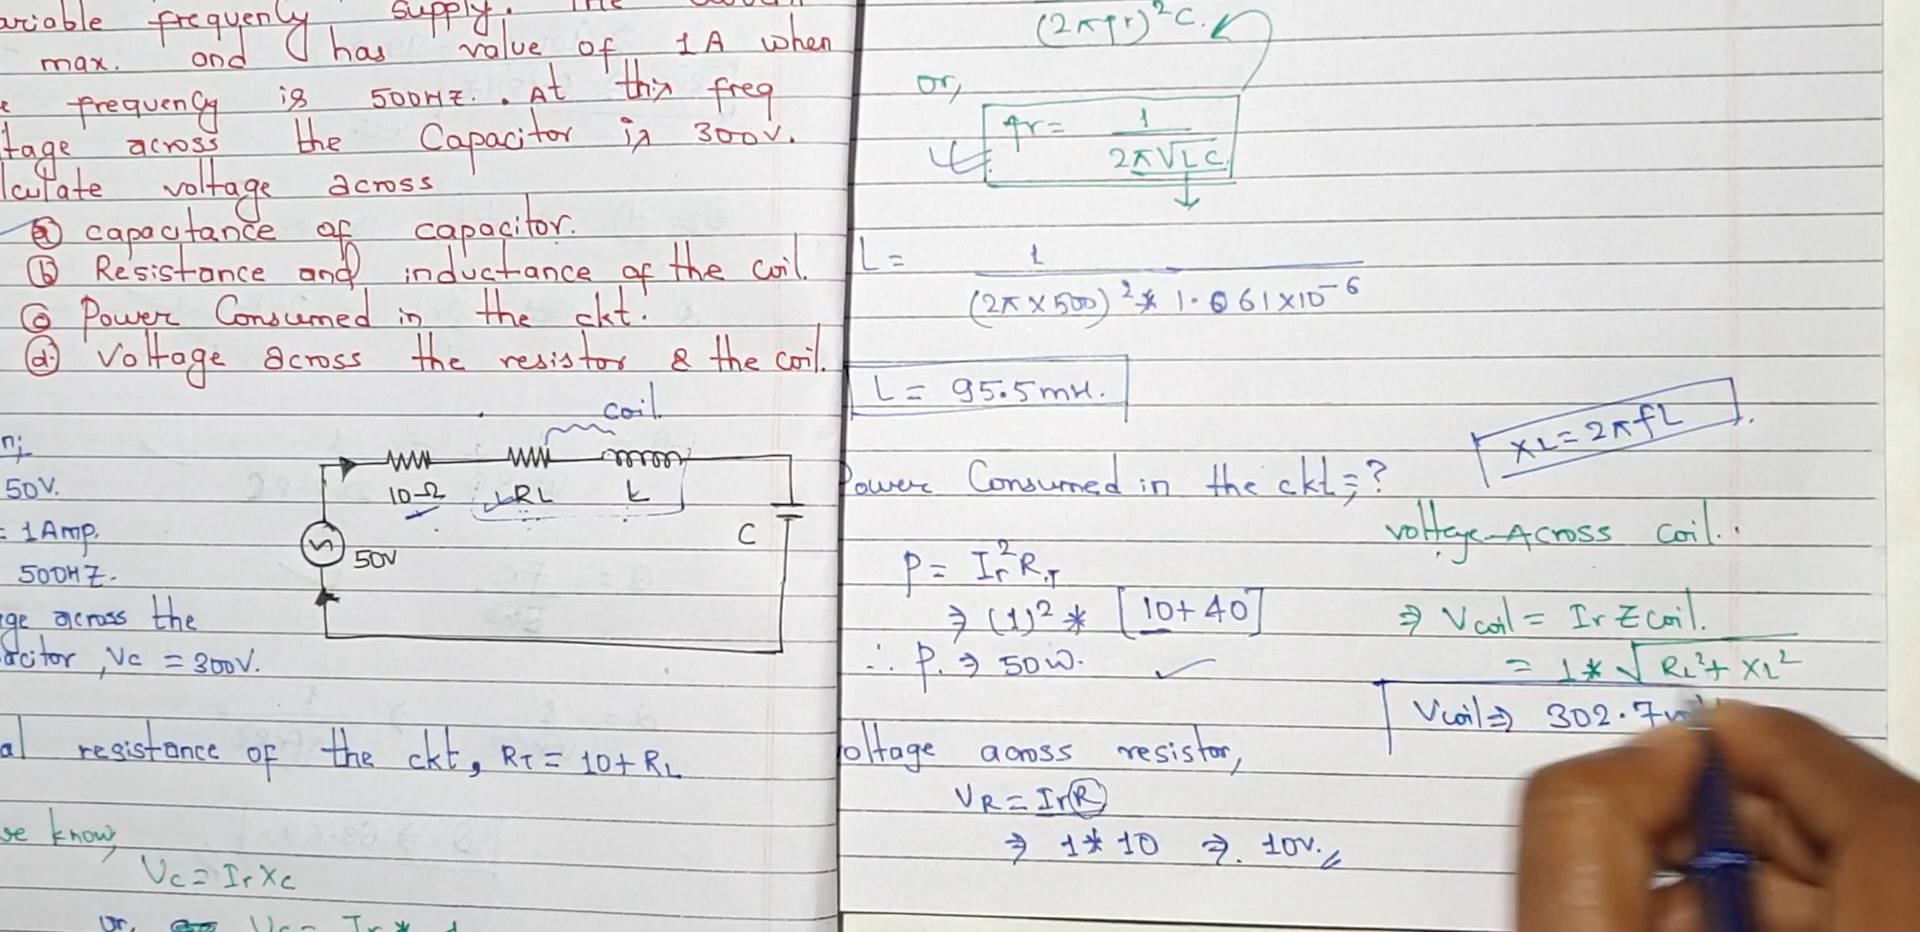 ariable frequency supply.
max. and has value of 1A when
frequency is 500HZ. At this freq
tage across the Capacitor is 300V.
lculate voltage across
(a) capacitance of capacitor.
(b) Resistance and inductance of the coil.
(c) Power Consumed in the ckt.
(d) Voltage across the resistor & the coil.
coil.
10Ω RL L
C
50V
n;
50V.
= 1Amp.
500HZ.
ge across the
acitor, Vc = 300V.
al resistance of the ckt, RT = 10+RL
we know,
Vc = Ir Xc
or,
(2πfr)²C.
or,
fr = 1 / 2π√LC
L = 1 / (2π×500)² * 1.061×10⁻⁶
L = 95.5mH.
XL = 2πfL
Power Consumed in the ckt = ?
P = Ir² RT
⇒ (1)² * [10+40]
∴ P. ⇒ 50W.
oltage across resistor,
VR = Ir R
⇒ 1*10 ⇒. 10V.
voltage Across coil.
⇒ Vcoil = Ir Zcoil.
= 1* √RL²+XL²
Vcoil ⇒ 302.7